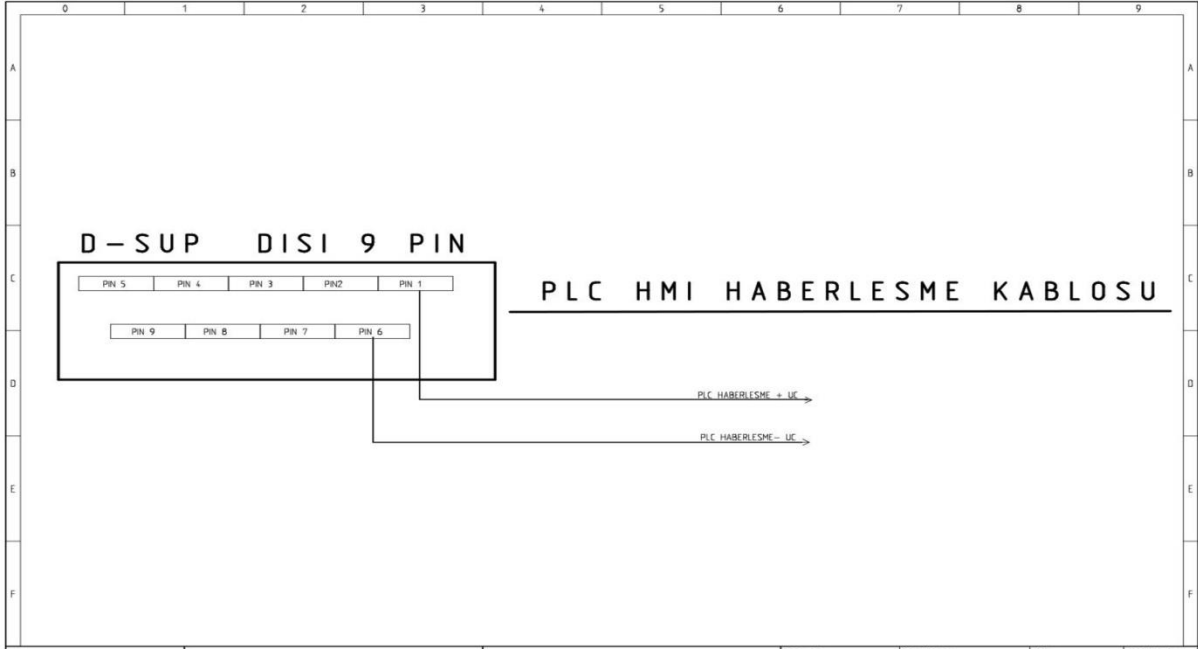 0 1 2 3 4 5 6 7 8 9
A A
B B
D-SUP DISI 9 PIN
C C
PIN 5 PIN 4 PIN 3 PIN2 PIN 1
PLC HMI HABERLESME KABLOSU
PIN 9 PIN 8 PIN 7 PIN 6
D D
PLC HABERLESME + UC
PLC HABERLESME- UC
E E
F F